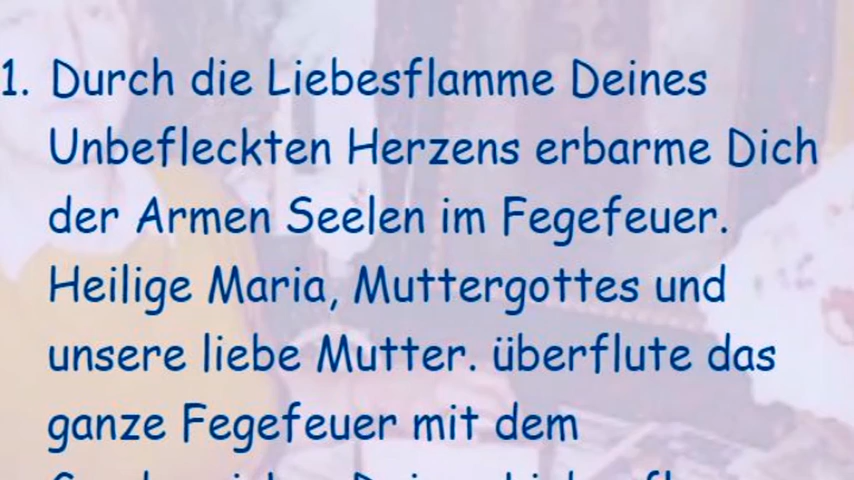 1. Durch die Liebesflamme Deines
Unbefleckten Herzens erbarme Dich
der Armen Seelen im Fegefeuer.
Heilige Maria, Muttergottes und
unsere liebe Mutter. überflute das
ganze Fegefeuer mit dem